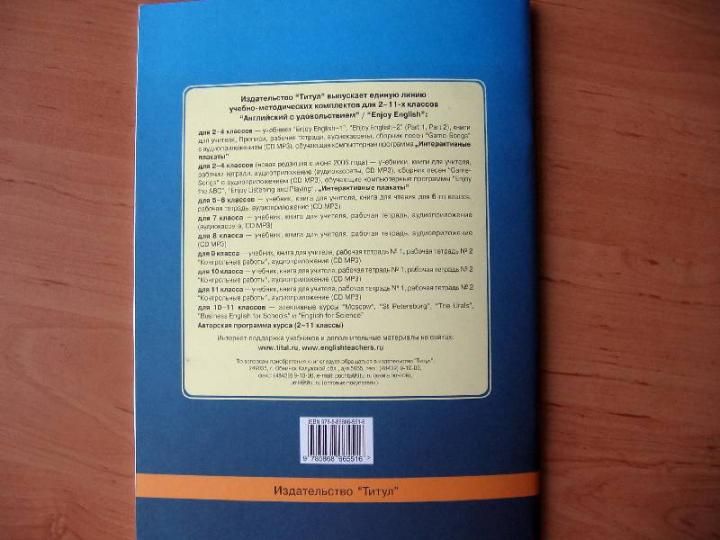 Издательство "Титул" выпускает единую линию
учебно-методических комплектов для 2–11-х классов
"Английский с удовольствием" / "Enjoy English":
для 2–4 классов — учебники "Enjoy English–1", "Enjoy English–2" (Part 1, Part 2), книги
для учителя, Прописи, рабочие тетради, аудиокассеты, сборник песен "Game-Songs"
с аудиоприложением (CD MP3), обучающая компьютерная программа „Интерактивные
плакаты"
для 2–4 классов (новая редакция с июня 2006 года) — учебники, книги для учителя,
рабочие тетради, аудиоприложение (аудиокассеты, CD MP3), сборник песен "Game-
Songs" с аудиоприложением (CD MP3), обучающие компьютерные программы "Enjoy
the ABC", "Enjoy Listening and Playing", „Интерактивные плакаты"
для 5–6 классов — учебник, книга для учителя, книга для чтения для 6-го класса,
рабочая тетрадь, аудиоприложение (CD MP3)
для 7 класса — учебник, книга для учителя, рабочая тетрадь, аудиоприложение
(аудиокассета, CD MP3)
для 8 класса — учебник, книга для учителя, рабочая тетрадь, аудиоприложение
(CD MP3)
для 9 класса — учебник, книга для учителя, рабочая тетрадь № 1, рабочая тетрадь № 2
"Контрольные работы", аудиоприложение (CD MP3)
для 10 класса — учебник, книга для учителя, рабочая тетрадь № 1, рабочая тетрадь № 2
"Контрольные работы", аудиоприложение (CD MP3)
для 11 класса — учебник, книга для учителя, рабочая тетрадь № 1, рабочая тетрадь № 2
"Контрольные работы", аудиоприложение (CD MP3)
для 10–11 классов — элективные курсы "Moscow", "St Petersburg", "The Urals",
"Business English for Schools" и "English for Science"
Авторская программа курса (2–11 классы)
Интернет-поддержка учебников и дополнительные материалы на сайтах:
www.titul.ru, www.englishteachers.ru
По вопросам приобретения следует обращаться в издательство "Титул":
249035, г. Обнинск Калужской обл., а/я 5055, тел. (48439) 9-10-09,
факс (48439) 9-10-00, e-mail:
ISBN 978-5-86866-551-6
9 785868 665516 >
Издательство "Титул"